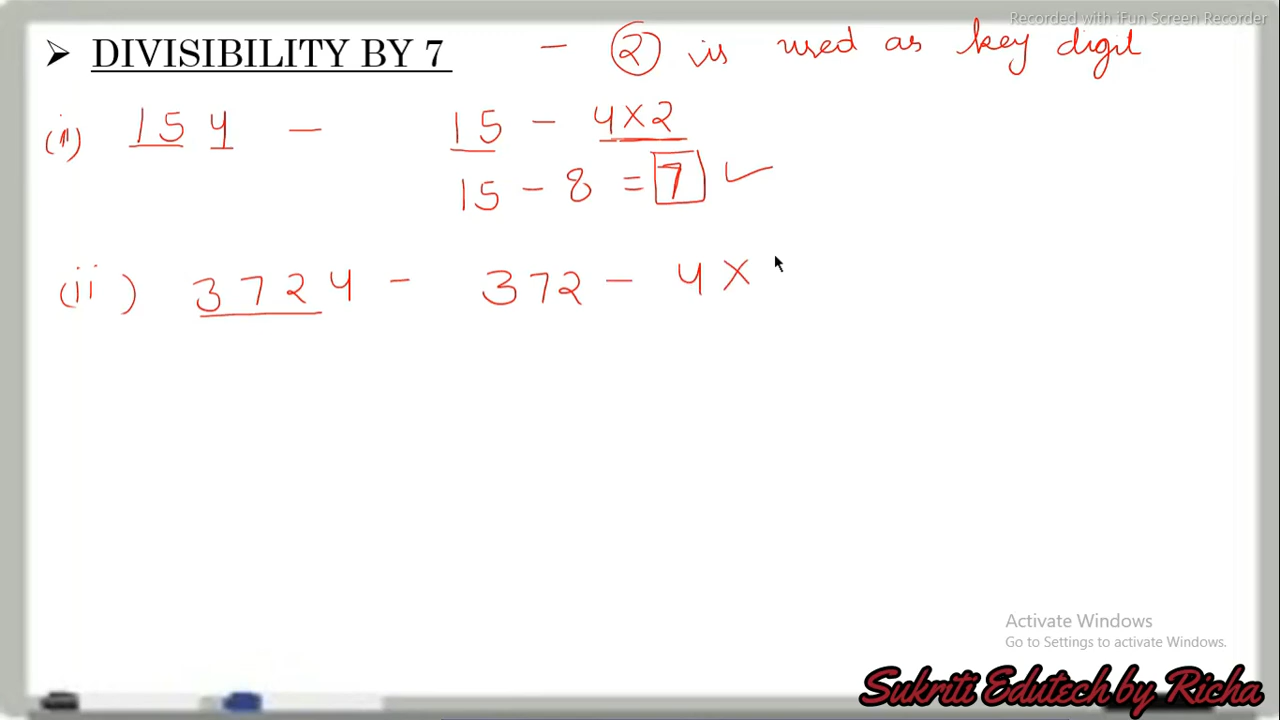 Recorded with iFun Screen Recorder
➤ DIVISIBILITY BY 7 - 2 is used as key digit
(i) 154 - 15 - 4×2
15 - 8 = 7 ✓
(ii) 3724 - 372 - 4×
Activate Windows
Go to Settings to activate Windows.
Sukriti Edutech by Richa